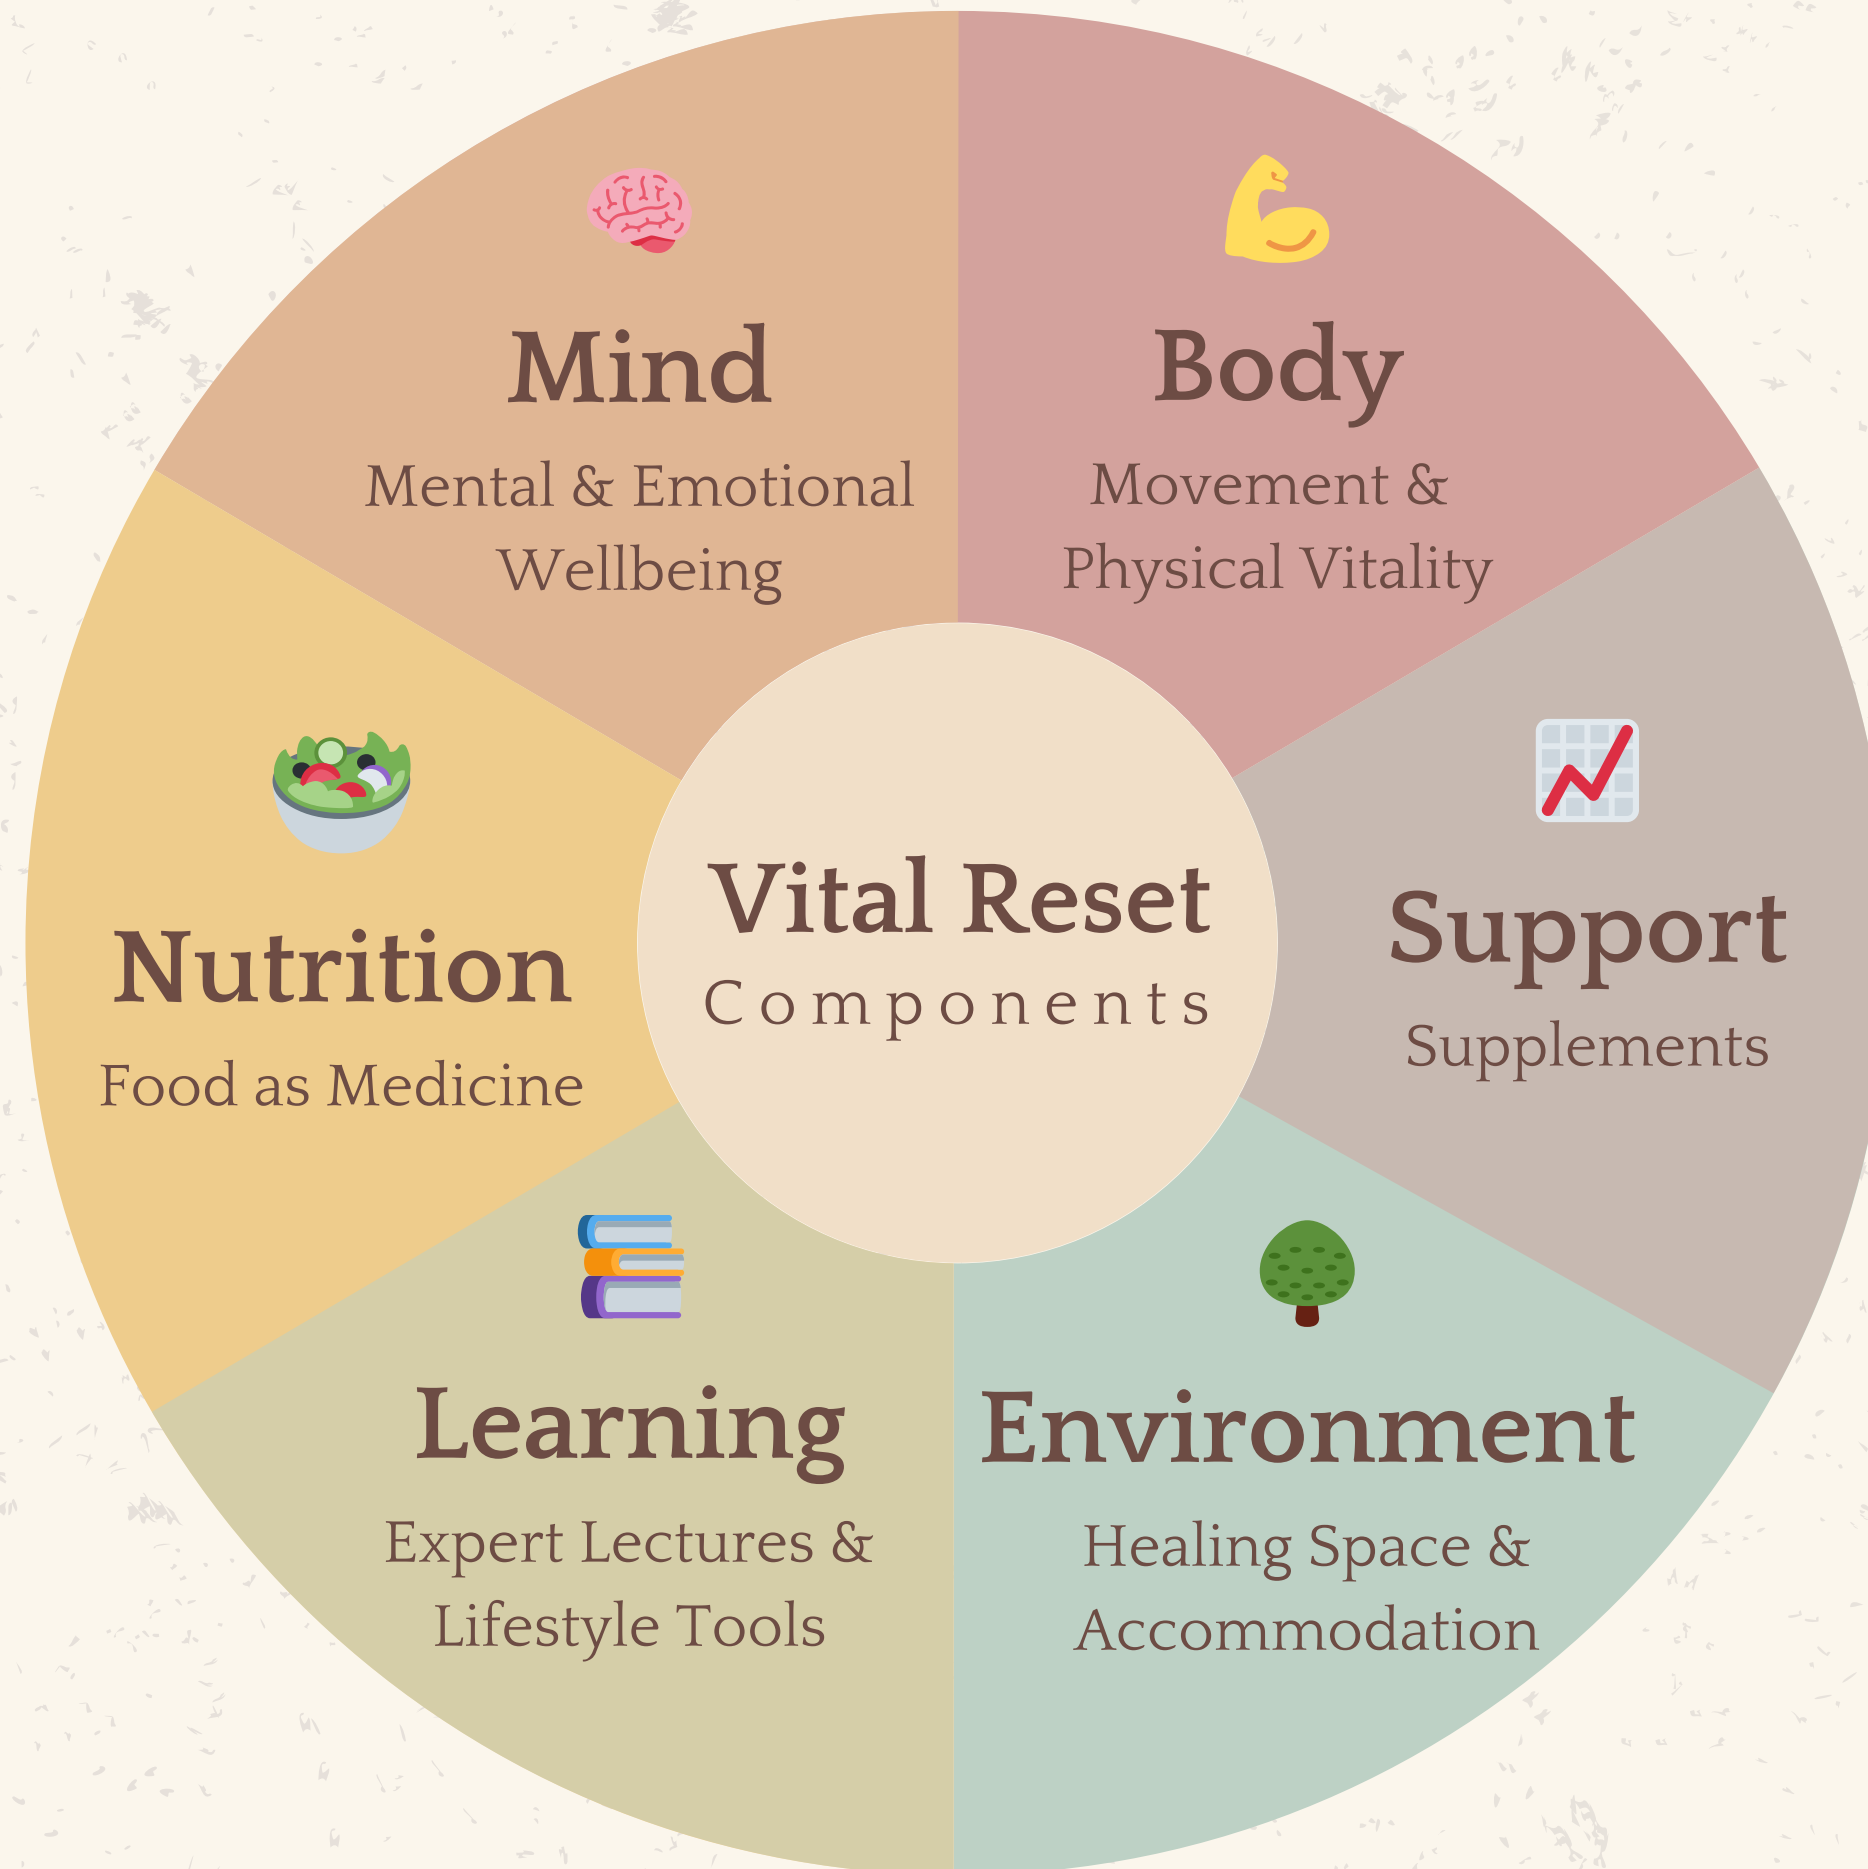 Mind
Mental & Emotional
Wellbeing
Body
Movement &
Physical Vitality
Nutrition
Food as Medicine
Vital Reset
Components
Support
Supplements
Learning
Expert Lectures &
Lifestyle Tools
Environment
Healing Space &
Accommodation